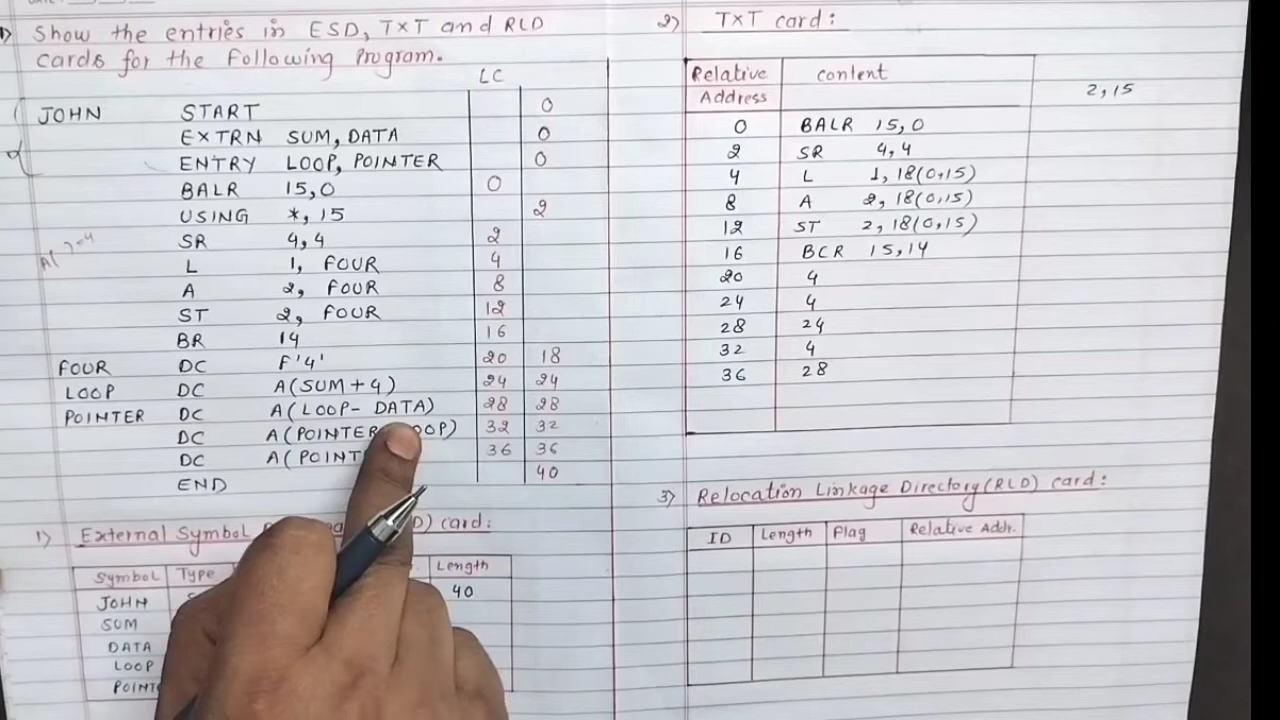 1) Show the entries in ESD, TXT and RLD
cards for the Following Program.
LC
JOHN START 0
EXTRN SUM, DATA 0
ENTRY LOOP, POINTER 0
BALR 15,0 0
USING *, 15 2
SR 4,4 2
L 1, FOUR 4
A 2, FOUR 8
ST 2, FOUR 12
BR 14 16
FOUR DC F'4' 20 18
LOOP DC A(SUM+4) 24 24
POINTER DC A(LOOP- DATA) 28 28
DC A(POINTER 32 32
DC 36 36
END 40
1) External Symbol card:
Symbol Type Length
JOHN 40
SUM
DATA
LOOP
2) TXT card:
Relative Address content
2,15
0 BALR 15,0
2 SR 4,4
4 L 1, 18(0,15)
8 A 2, 18(0,15)
12 ST 2, 18(0,15)
16 BCR 15,14
20 4
24 4
28 24
32 4
36 28
3) Relocation Linkage Directory(RLD) card:
ID Length Flag Relative Addr.